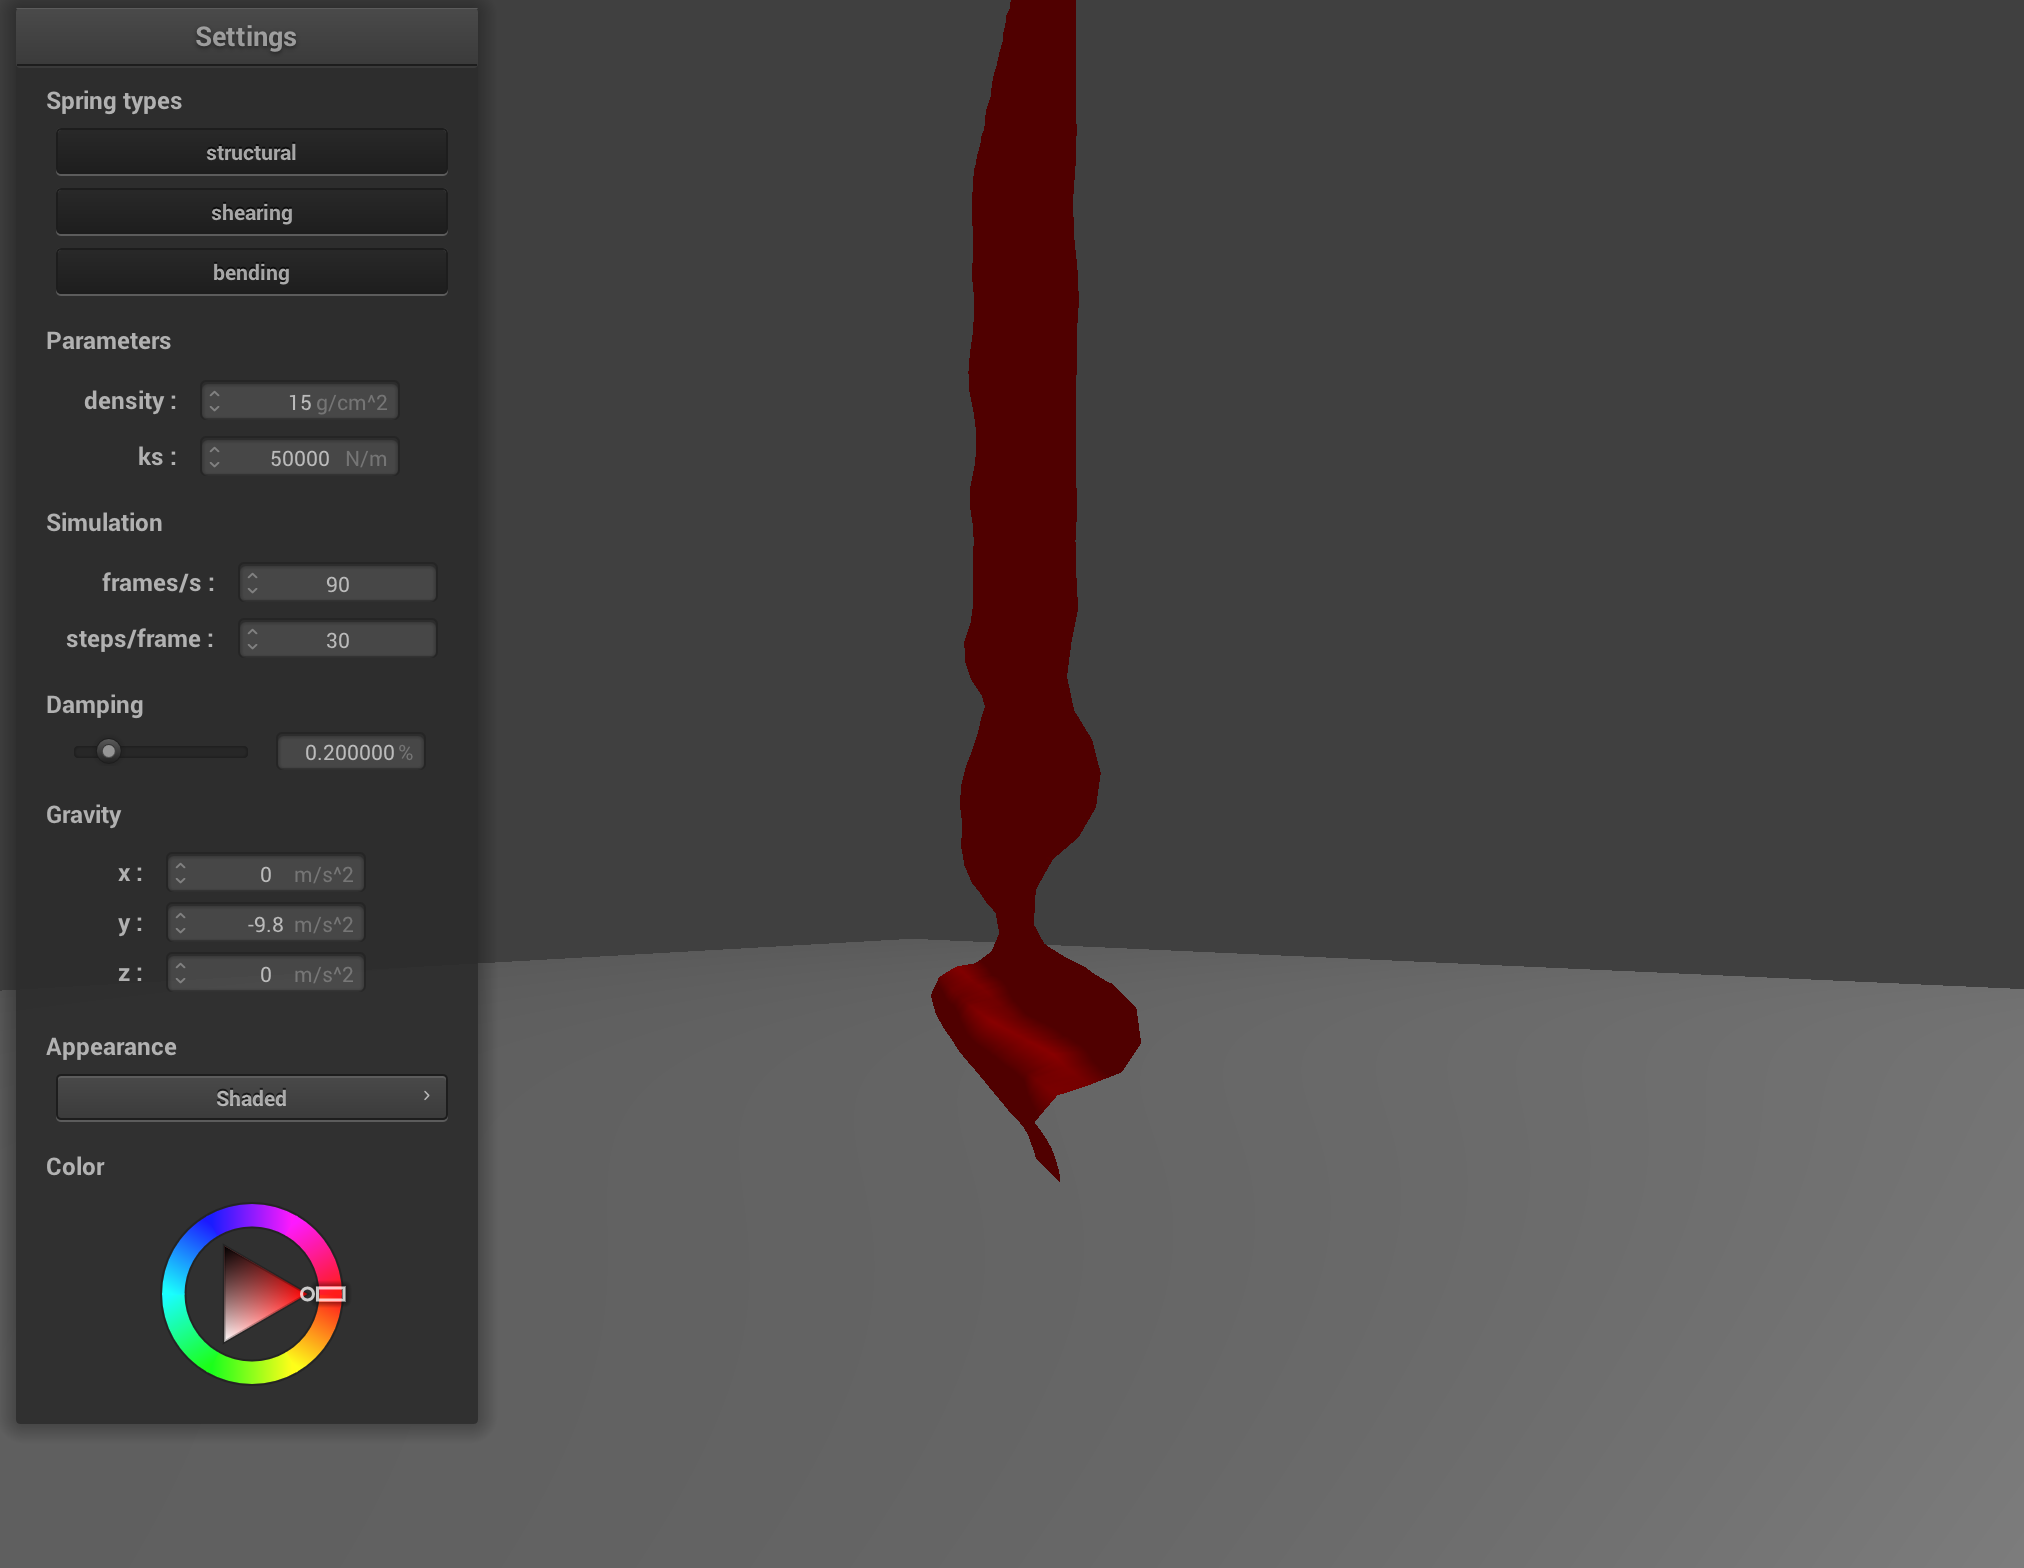 Settings
Spring types
structural
shearing
bending
Parameters
density : 15 g/cm^2
ks : 50000 N/m
Simulation
frames/s : 90
steps/frame : 30
Damping
0.200000 %
Gravity
x : 0 m/s^2
y : -9.8 m/s^2
z : 0 m/s^2
Appearance
Shaded
Color